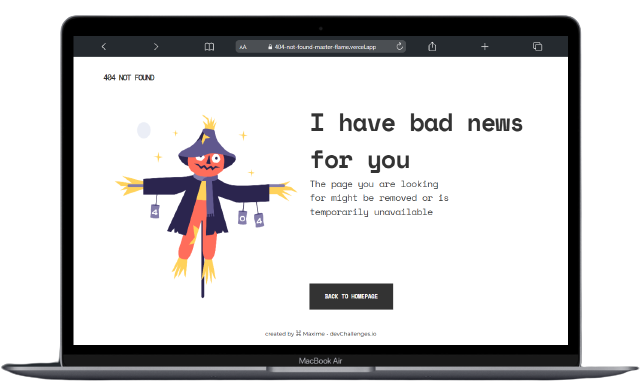 AA 404-not-found-master-flame.vercel.app
404 NOT FOUND
I have bad news
for you
The page you are looking
for might be removed or is
temporarily unavailable
4
0
4
BACK TO HOMEPAGE
created by ⌘ Maxime - devChallenges.io
MacBook Air